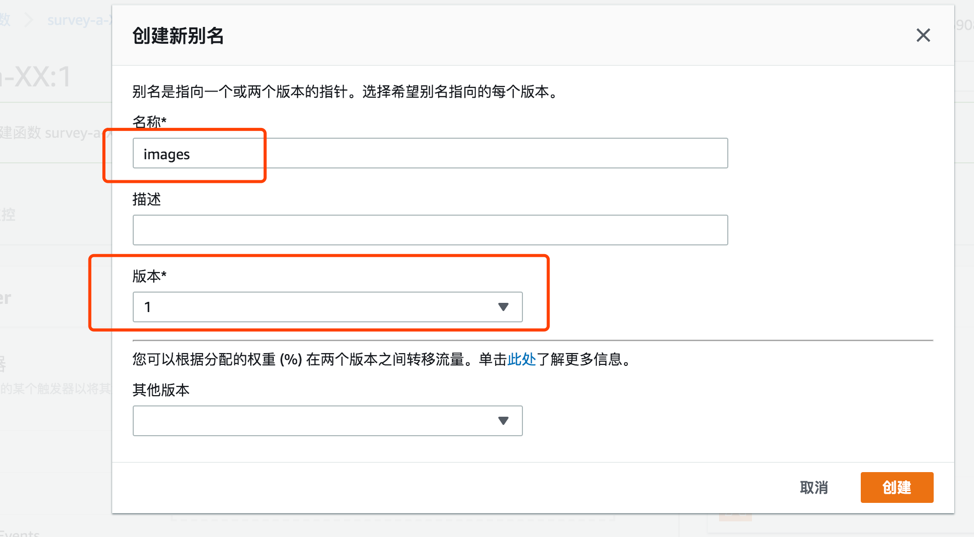 数 > survey-a-X
创建新别名
90
a-XX:1
别名是指向一个或两个版本的指针。选择希望别名指向的每个版本。
名称*
建函数 survey-a-X
images
描述
控
版本*
er
1
您可以根据分配的权重 (%) 在两个版本之间转移流量。单击此处了解更多信息。
器
的某个触发器以将其
其他版本
取消
创建
Events